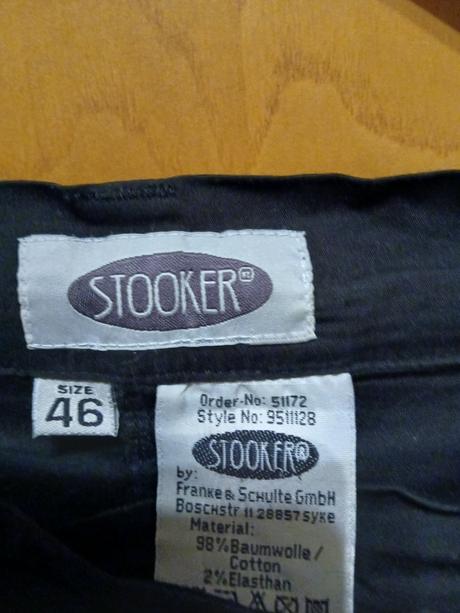 STOOKER®
SIZE
46
Order-No: 51172
Style No: 9511128
STOOKER®
by:
Franke & Schulte GmbH
Boschstr 11 28857 Syke
Material:
98% Baumwolle /
Cotton
2% Elasthan